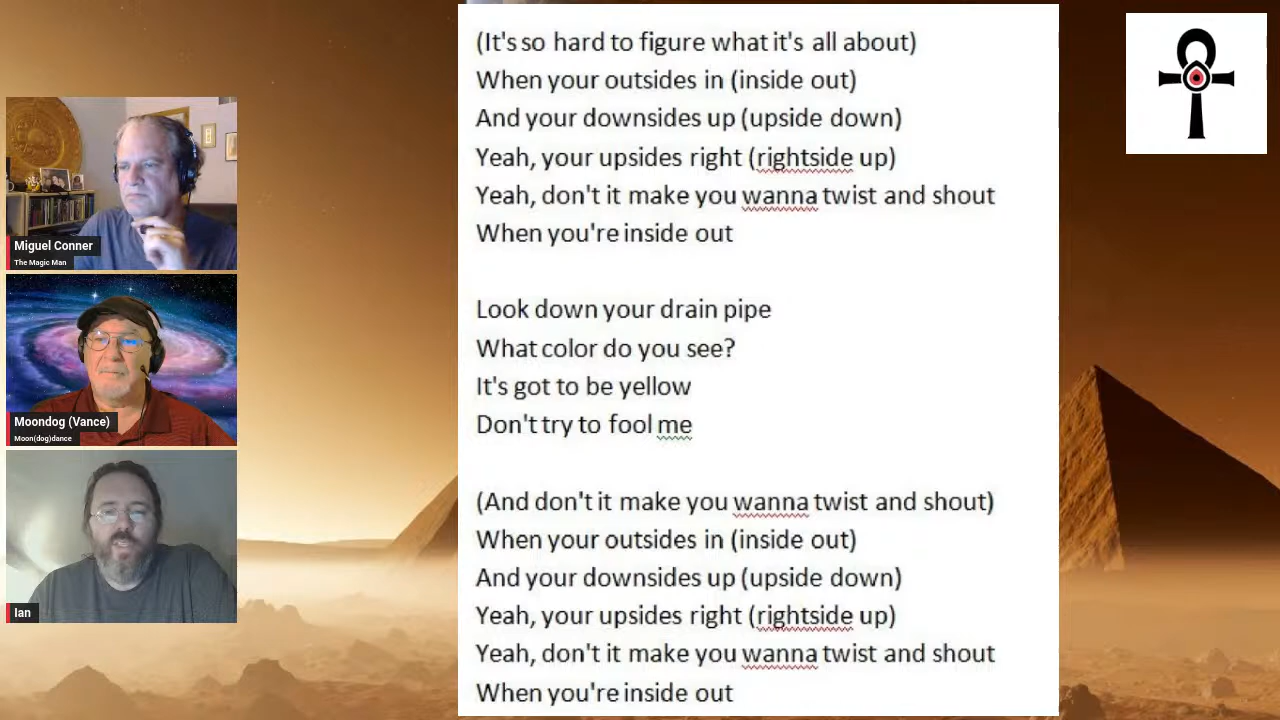 (It's so hard to figure what it's all about)
When your outsides in (inside out)
And your downsides up (upside down)
Yeah, your upsides right (rightside up)
Yeah, don't it make you wanna twist and shout
When you're inside out
Look down your drain pipe
What color do you see?
It's got to be yellow
Don't try to fool me
(And don't it make you wanna twist and shout)
When your outsides in (inside out)
And your downsides up (upside down)
Yeah, your upsides right (rightside up)
Yeah, don't it make you wanna twist and shout
When you're inside out
Miguel Conner
The Magic Man
Moondog (Vance)
Moon(dog)dance
Ian